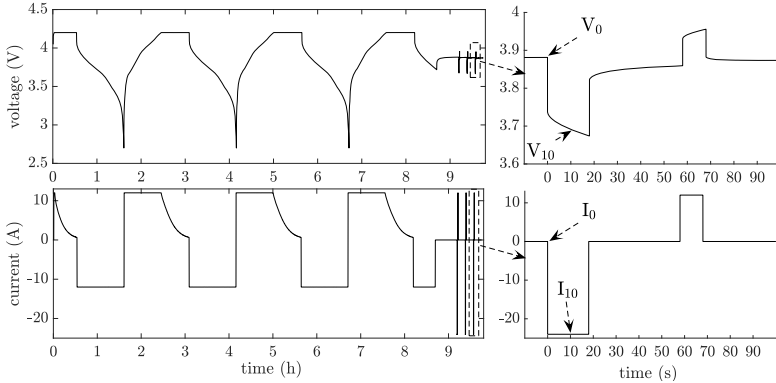 4.5
4
3.5
3
2.5
voltage (V)
0 1 2 3 4 5 6 7 8 9
4
3.9
3.8
3.7
3.6
V0
V10
0 10 20 30 40 50 60 70 80 90
10
0
-10
-20
current (A)
0 1 2 3 4 5 6 7 8 9
time (h)
10
0
-10
-20
I0
I10
0 10 20 30 40 50 60 70 80 90
time (s)